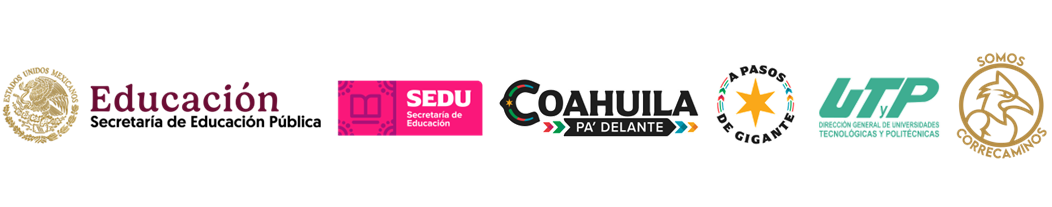 ESTADOS UNIDOS MEXICANOS
Educación
Secretaría de Educación Pública
SEDU
Secretaría de
Educación
COAHUILA
PA' DELANTE
A PASOS
DE GIGANTE
UTyP
DIRECCIÓN GENERAL DE UNIVERSIDADES
TECNOLÓGICAS Y POLITÉCNICAS
SOMOS
CORRECAMINOS